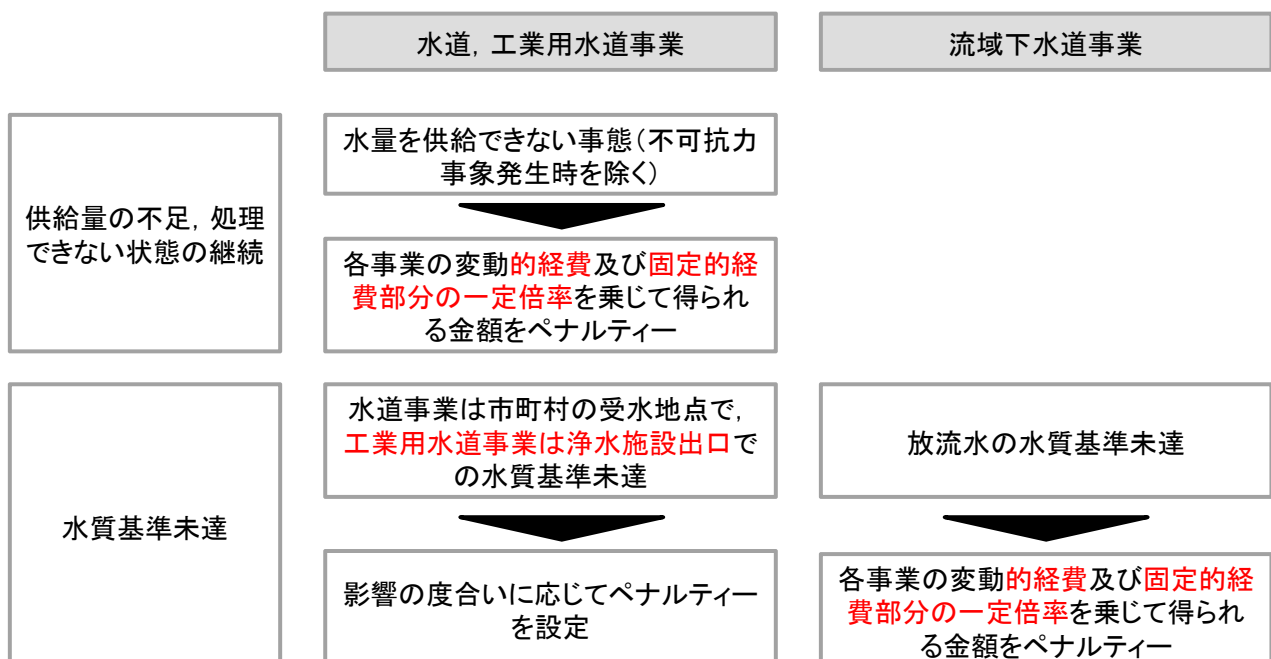 水道，工業用水道事業
流域下水道事業
供給量の不足，処理
できない状態の継続
水量を供給できない事態（不可抗力
事象発生時を除く）
各事業の変動的経費及び固定的経
費部分の一定倍率を乗じて得られ
る金額をペナルティー
水質基準未達
水道事業は市町村の受水地点で，
工業用水道事業は浄水施設出口で
の水質基準未達
影響の度合いに応じてペナルティー
を設定
放流水の水質基準未達
各事業の変動的経費及び固定的経
費部分の一定倍率を乗じて得られ
る金額をペナルティー